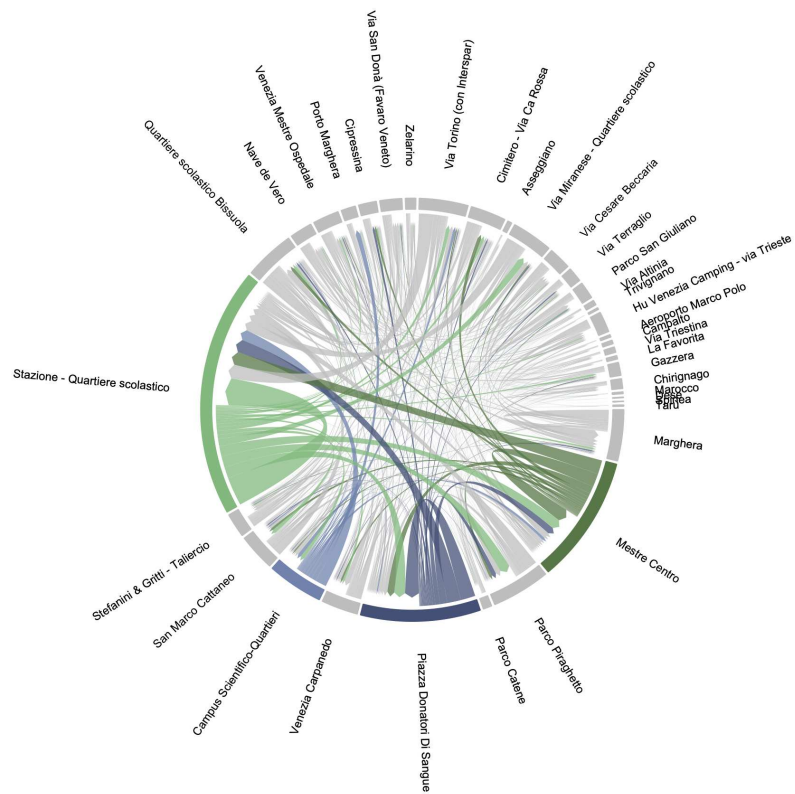 Zelarino
Via Torino (con Interspar)
Cimitero - Via Ca Rossa
Asseggiano
Via Miranese - Quartiere scolastico
Via Cesare Beccaria
Via Terraglio
Parco San Giuliano
Via Altinia
Trivignano
Hu Venezia Camping - via Trieste
Aeroporto Marco Polo
Campalto
Via Triestina
La Favorita
Gazzera
Chirignago
Marocco
Tarù
Marghera
Mestre Centro
Parco Piraghetto
Parco Catene
Piazza Donatori Di Sangue
Venezia Carpanedo
Campus Scientifico-Quartieri
San Marco Cattaneo
Stefanini & Gritti - Taliercio
Stazione - Quartiere scolastico
Quartiere scolastico Bissuola
Nave de Vero
Venezia Mestre Ospedale
Porto Marghera
Cipressina
Via San Donà (Favaro Veneto)